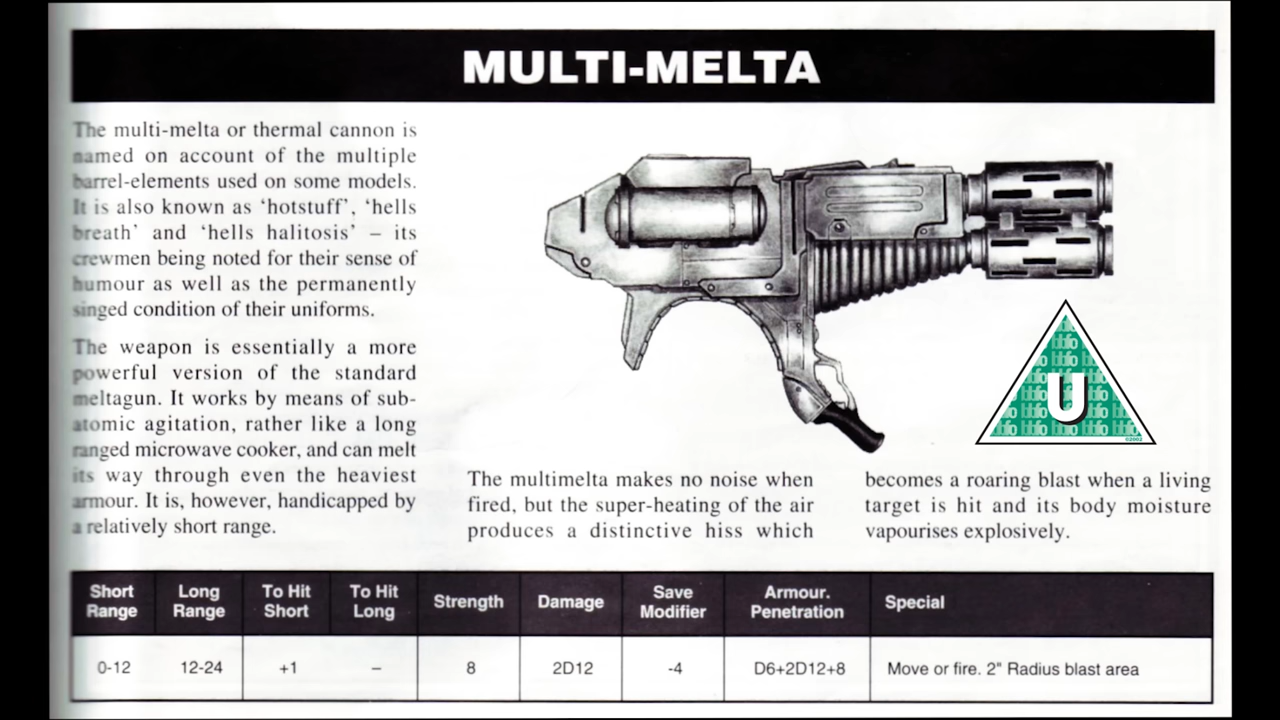 MULTI-MELTA
The multi-melta or thermal cannon is
named on account of the multiple
barrel-elements used on some models.
It is also known as ‘hotstuff’, ‘hells
breath’ and ‘hells halitosis’ – its
crewmen being noted for their sense of
humour as well as the permanently
singed condition of their uniforms.
The weapon is essentially a more
powerful version of the standard
meltagun. It works by means of sub-
atomic agitation, rather like a long
ranged microwave cooker, and can melt
its way through even the heaviest
armour. It is, however, handicapped by
a relatively short range.
The multimelta makes no noise when
fired, but the super-heating of the air
produces a distinctive hiss which
becomes a roaring blast when a living
target is hit and its body moisture
vapourises explosively.
U
©2002
Short Range Long Range To Hit Short To Hit Long Strength Damage Save Modifier Armour. Penetration Special
0-12 12-24 +1 – 8 2D12 -4 D6+2D12+8 Move or fire. 2" Radius blast area